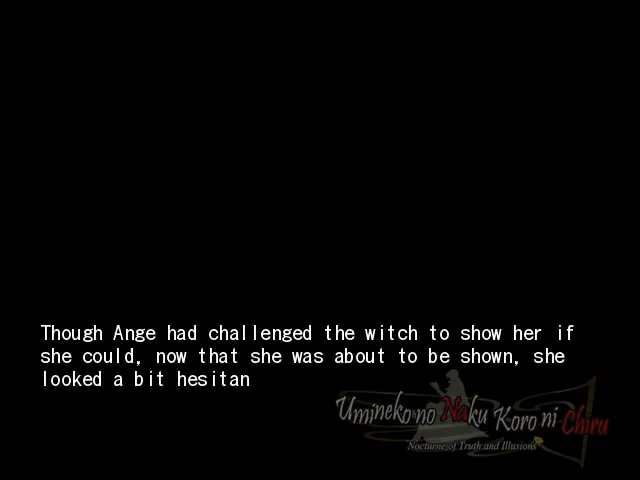 Though Ange had challenged the witch to show her if
she could, now that she was about to be shown, she
looked a bit hesitan
Umineko no Naku Koro ni Chiru
Nocturne of Truth and Illusions